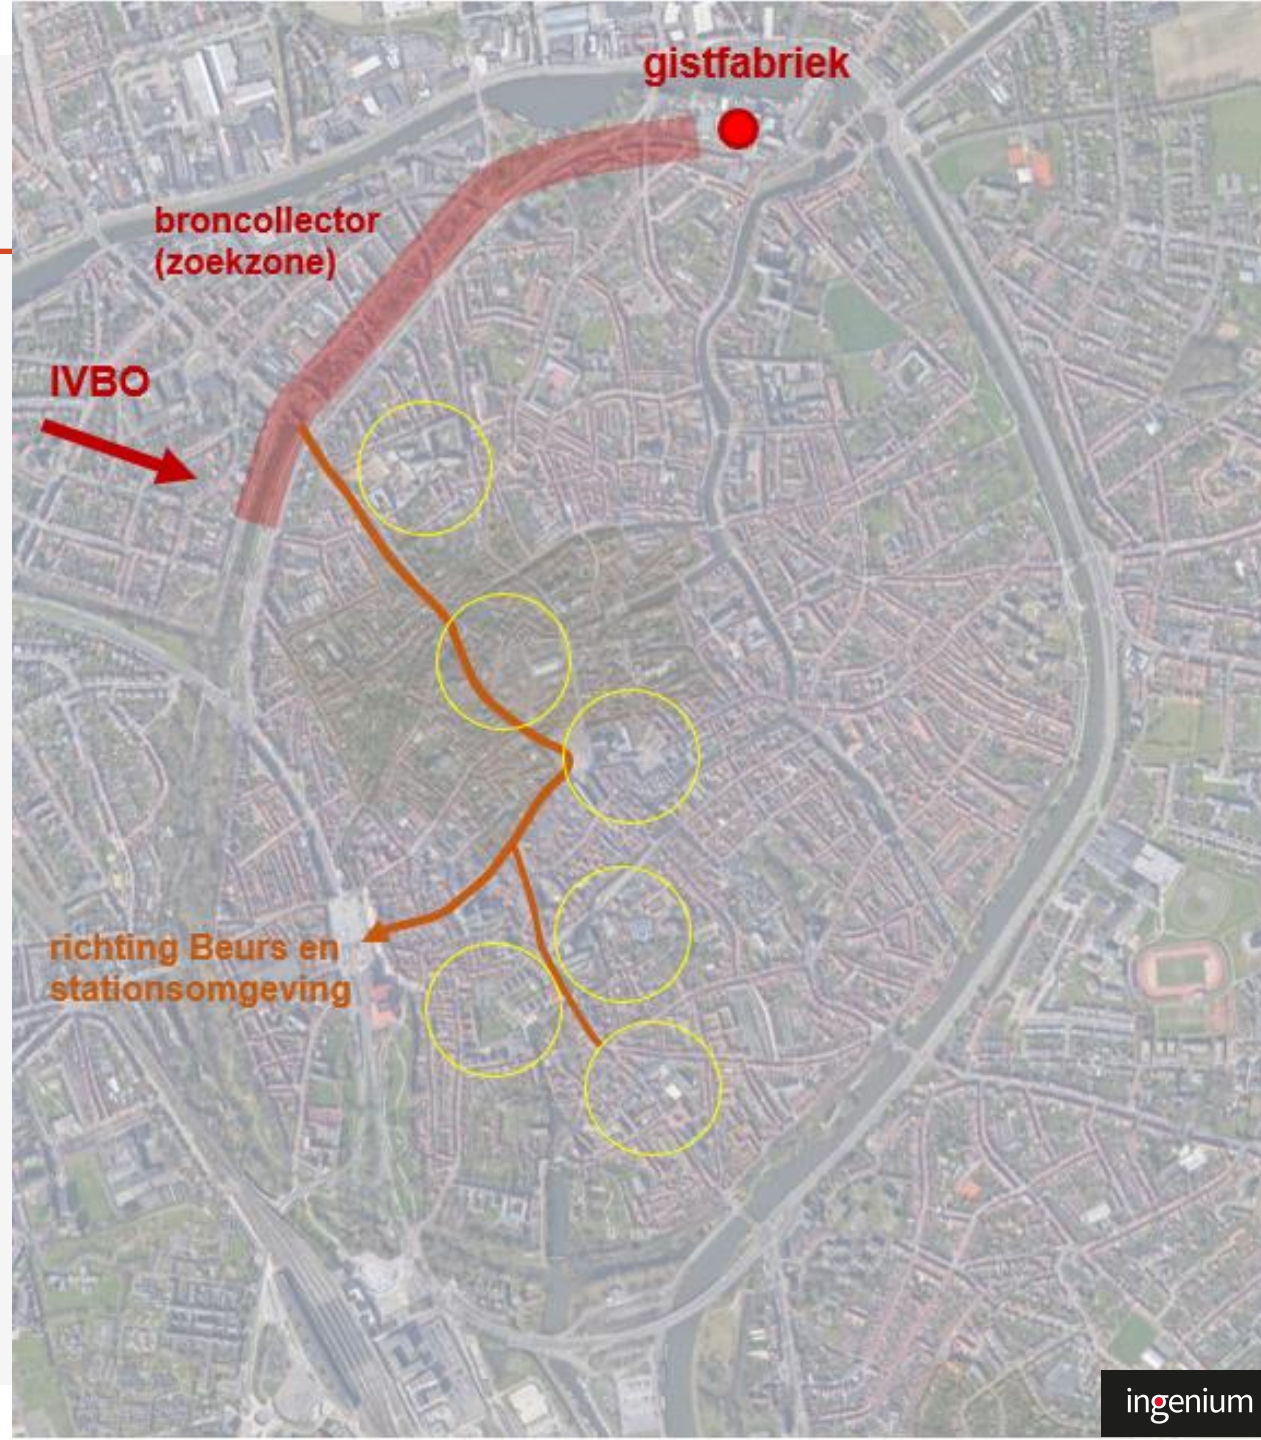 gistfabriek
broncollector
(zoekzone)
IVBO
richting Beurs en
stationsomgeving
ingenium